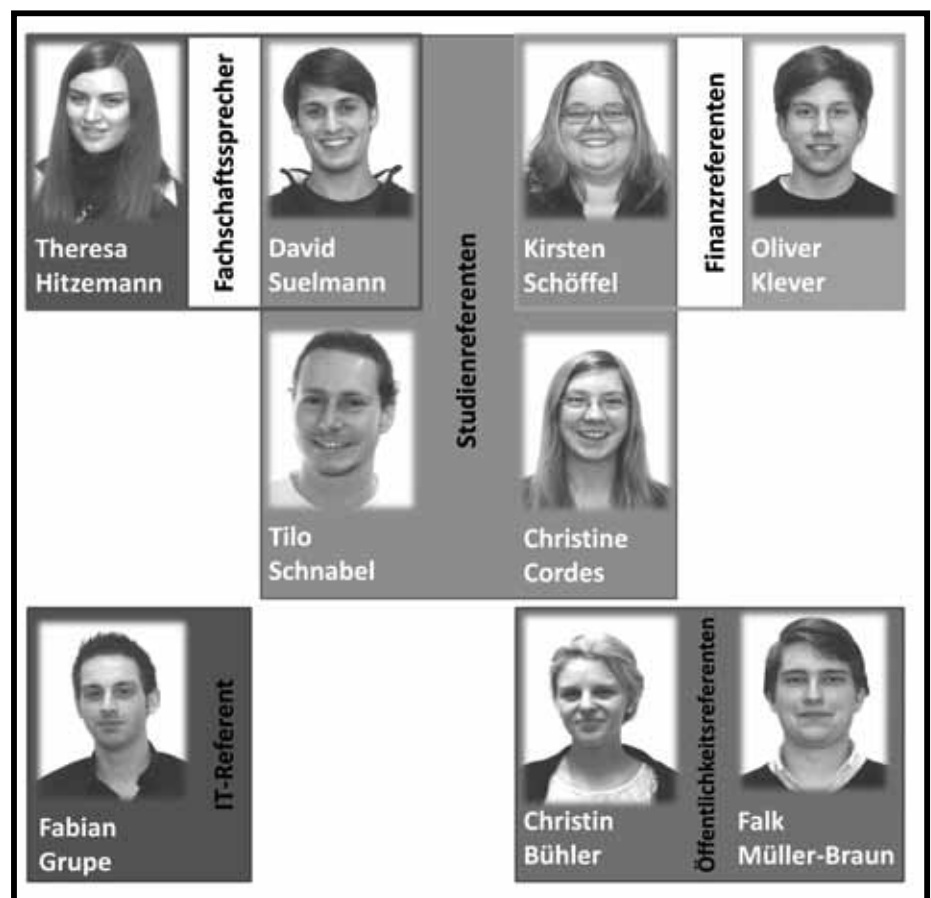 Theresa
Hitzemann
Fachschaftssprecher
David
Suelmann
Studienreferenten
Kirsten
Schöffel
Finanzreferenten
Oliver
Klever
Tilo
Schnabel
Christine
Cordes
Fabian
Grupe
IT-Referent
Christin
Bühler
Öffentlichkeitsreferenten
Falk
Müller-Braun